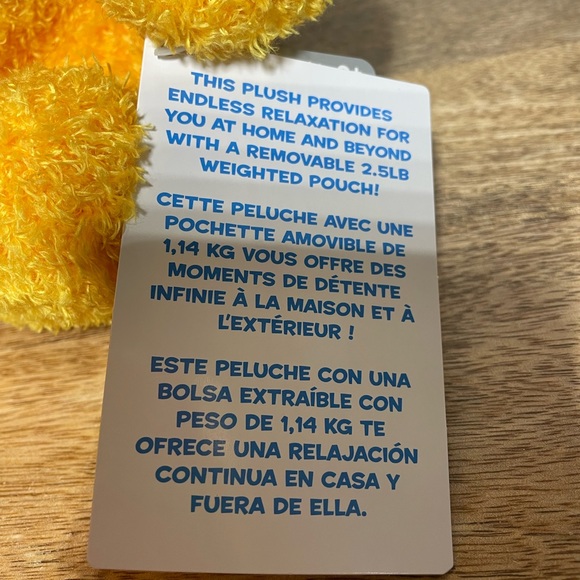 THIS PLUSH PROVIDES
ENDLESS RELAXATION FOR
YOU AT HOME AND BEYOND
WITH A REMOVABLE 2.5LB
WEIGHTED POUCH!
CETTE PELUCHE AVEC UNE
POCHETTE AMOVIBLE DE
1,14 KG VOUS OFFRE DES
MOMENTS DE DÉTENTE
INFINIE À LA MAISON ET À
L'EXTÉRIEUR !
ESTE PELUCHE CON UNA
BOLSA EXTRAÍBLE CON
PESO DE 1,14 KG TE
OFRECE UNA RELAJACIÓN
CONTINUA EN CASA Y
FUERA DE ELLA.